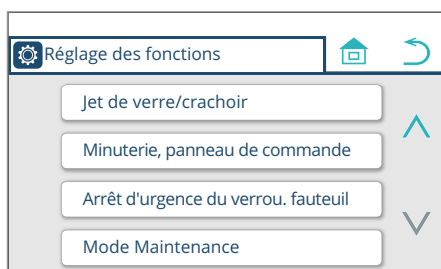 Réglage des fonctions
Jet de verre/crachoir
Minuterie, panneau de commande
Arrêt d'urgence du verrou. fauteuil
Mode Maintenance